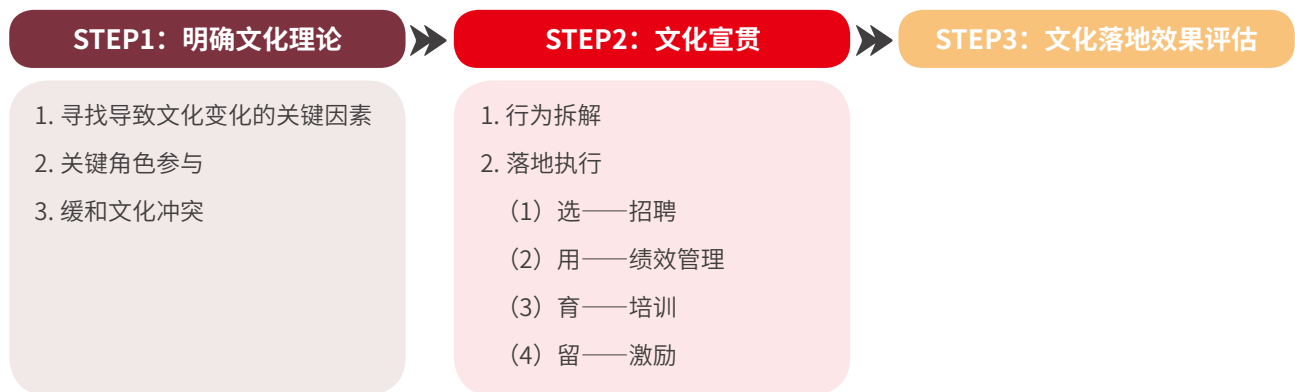 STEP1：明确文化理论
STEP2：文化宣贯
STEP3：文化落地效果评估
1. 寻找导致文化变化的关键因素
2. 关键角色参与
3. 缓和文化冲突
1. 行为拆解
2. 落地执行
（1）选——招聘
（2）用——绩效管理
（3）育——培训
（4）留——激励